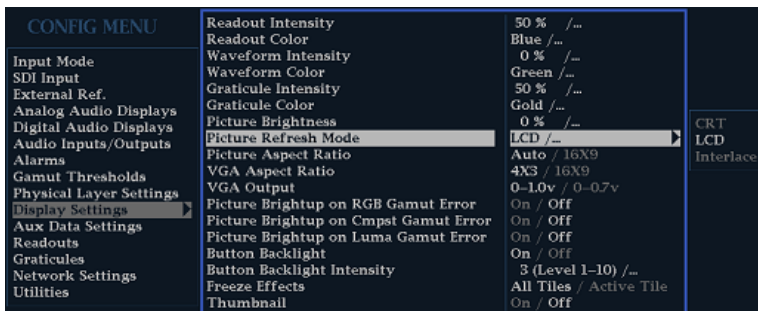 CONFIG MENU
Input Mode
SDI Input
External Ref.
Analog Audio Displays
Digital Audio Displays
Audio Inputs/Outputs
Alarms
Gamut Thresholds
Physical Layer Settings
Display Settings
Aux Data Settings
Readouts
Graticules
Network Settings
Utilities
Readout Intensity 50 % /...
Readout Color Blue /...
Waveform Intensity 0 % /...
Waveform Color Green /...
Graticule Intensity 50 % /...
Graticule Color Gold /...
Picture Brightness 0 % /...
Picture Refresh Mode LCD /...
Picture Aspect Ratio Auto / 16X9
VGA Aspect Ratio 4X3 / 16X9
VGA Output 0–1.0v / 0–0.7v
Picture Brightup on RGB Gamut Error On / Off
Picture Brightup on Cmpst Gamut Error On / Off
Picture Brightup on Luma Gamut Error On / Off
Button Backlight On / Off
Button Backlight Intensity 3 (Level 1–10) /...
Freeze Effects All Tiles / Active Tile
Thumbnail On / Off
CRT
LCD
Interlace